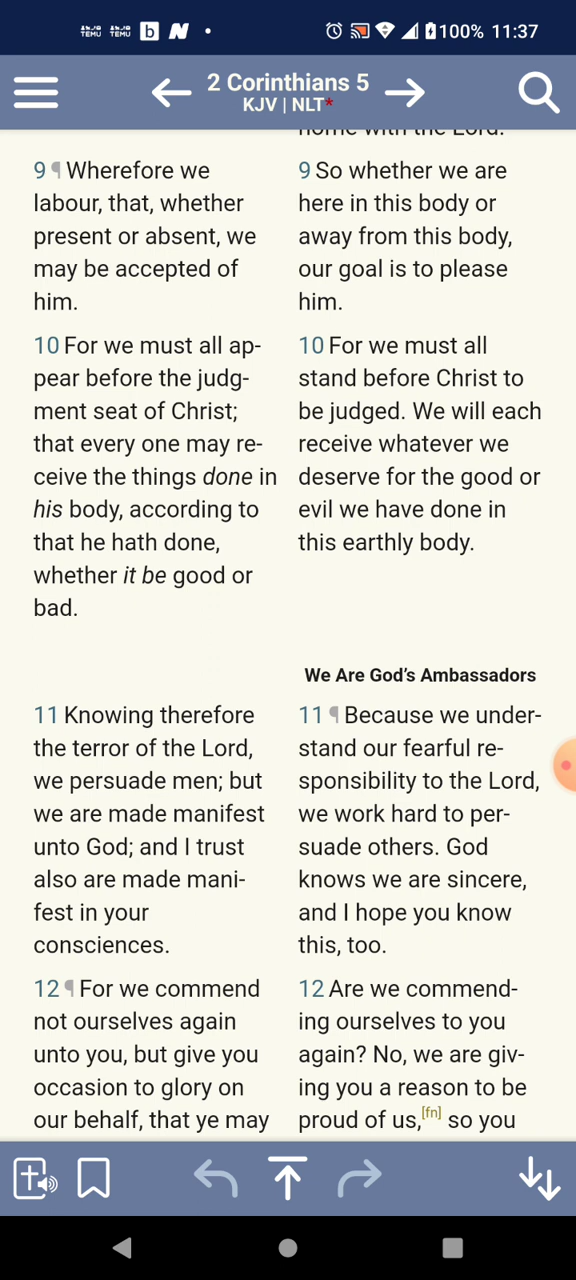 TEMU TEMU b N 100% 11:37
2 Corinthians 5
KJV | NLT*
home with the Lord.
9 ¶ Wherefore we
labour, that, whether
present or absent, we
may be accepted of
him.
10 For we must all ap-
pear before the judg-
ment seat of Christ;
that every one may re-
ceive the things done in
his body, according to
that he hath done,
whether it be good or
bad.
11 Knowing therefore
the terror of the Lord,
we persuade men; but
we are made manifest
unto God; and I trust
also are made mani-
fest in your
consciences.
12 ¶ For we commend
not ourselves again
unto you, but give you
occasion to glory on
our behalf, that ye may
9 So whether we are
here in this body or
away from this body,
our goal is to please
him.
10 For we must all
stand before Christ to
be judged. We will each
receive whatever we
deserve for the good or
evil we have done in
this earthly body.
We Are God's Ambassadors
11 ¶ Because we under-
stand our fearful re-
sponsibility to the Lord,
we work hard to per-
suade others. God
knows we are sincere,
and I hope you know
this, too.
12 Are we commend-
ing ourselves to you
again? No, we are giv-
ing you a reason to be
proud of us,[fn] so you